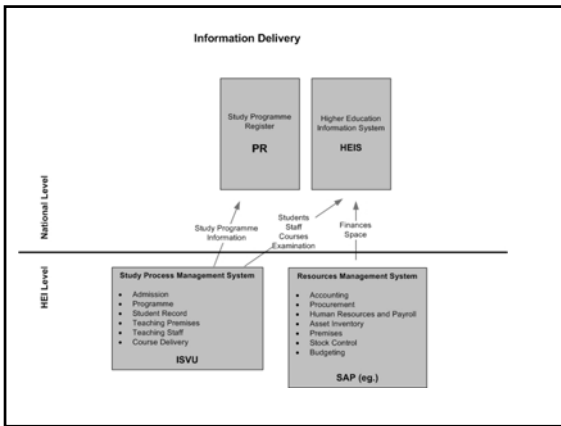 Information Delivery
Study Programme
Register
PR
Higher Education
Information System
HEIS
National Level
Study Programme
Information
Students
Staff
Courses
Examination
Finances
Space
HEI Level
Study Process Management System
• Admission
• Programme
• Student Record
• Teaching Premises
• Teaching Staff
• Course Delivery
ISVU
Resources Management System
• Accounting
• Procurement
• Human Resources and Payroll
• Asset Inventory
• Premises
• Stock Control
• Budgeting
SAP (eg.)